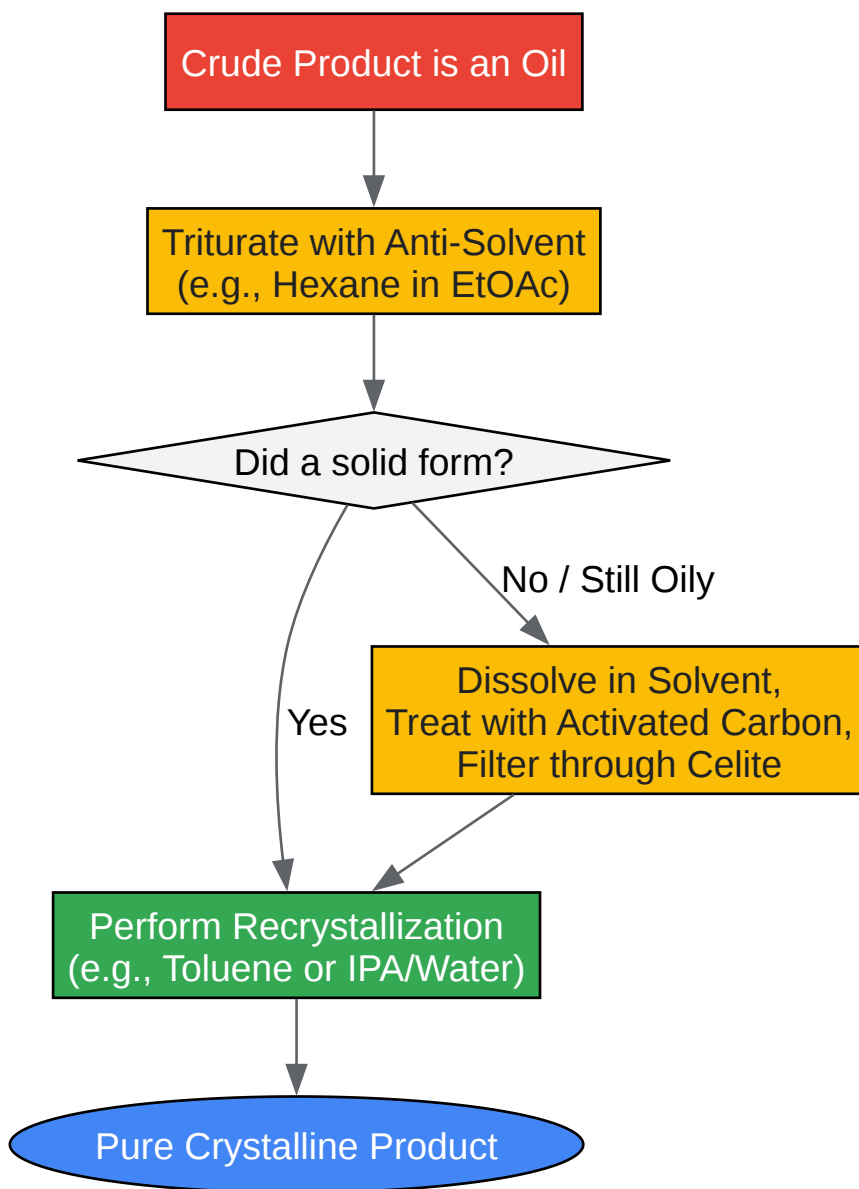 Crude Product is an Oil
Triturate with Anti-Solvent
(e.g., Hexane in EtOAc)
Did a solid form?
No / Still Oily
Yes
Dissolve in Solvent,
Treat with Activated Carbon,
Filter through Celite
Perform Recrystallization
(e.g., Toluene or IPA/Water)
Pure Crystalline Product